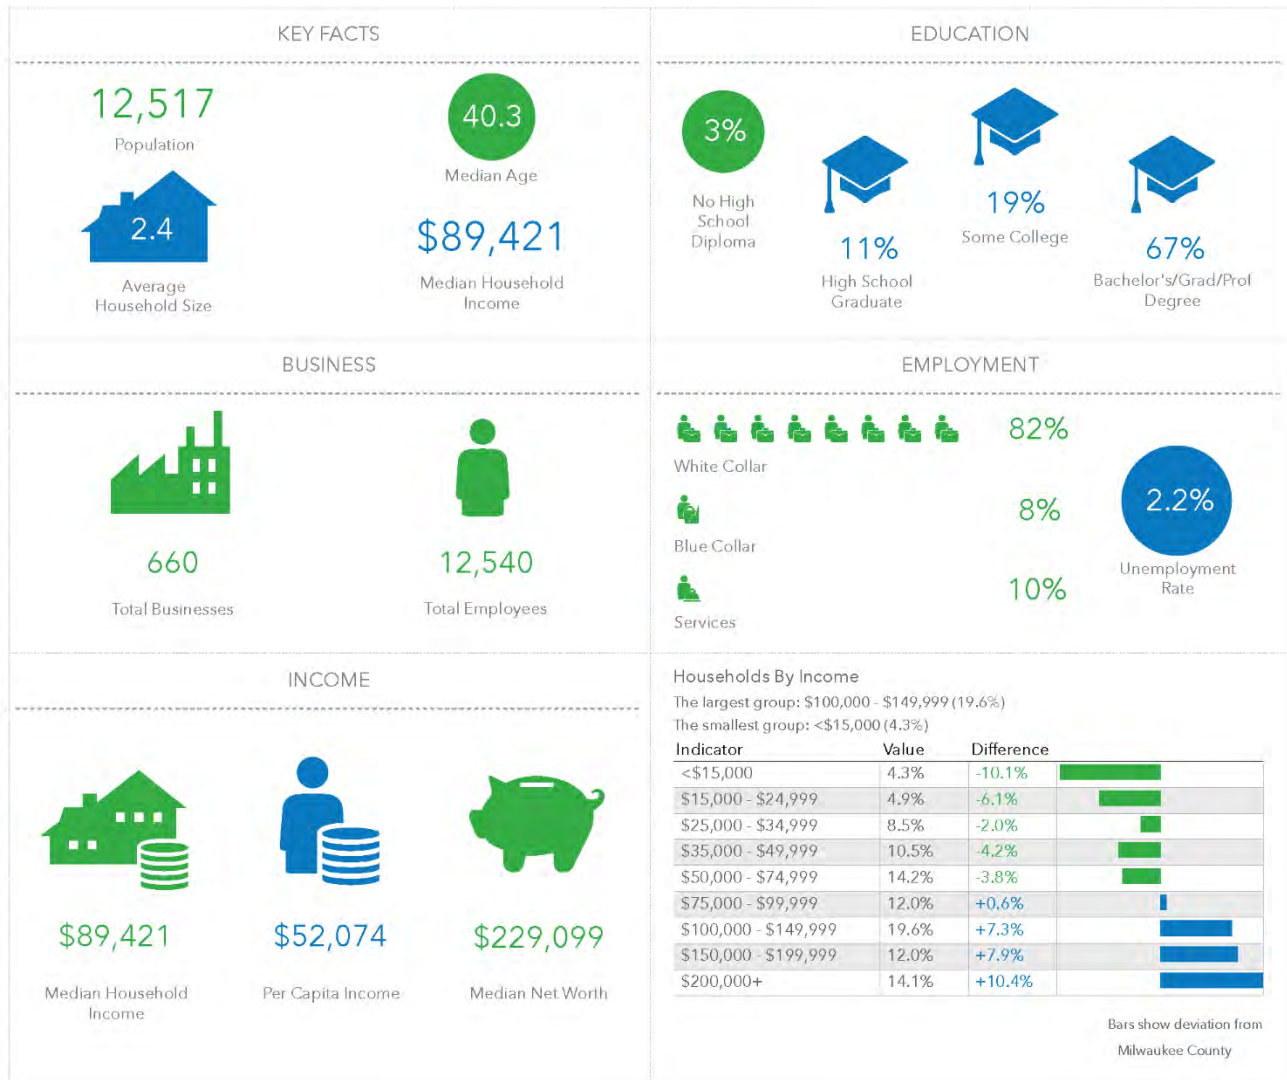 KEY FACTS
12,517
Population
40.3
Median Age
2.4
Average
Household Size
$89,421
Median Household
Income
EDUCATION
3%
No High
School
Diploma
11%
High School
Graduate
19%
Some College
67%
Bachelor's/Grad/Prof
Degree
BUSINESS
660
Total Businesses
12,540
Total Employees
EMPLOYMENT
82%
White Collar
8%
Blue Collar
10%
Services
2.2%
Unemployment
Rate
INCOME
$89,421
Median Household
Income
$52,074
Per Capita Income
$229,099
Median Net Worth
Households By Income
The largest group: $100,000 - $149,999 (19.6%)
The smallest group: <$15,000 (4.3%)
Indicator Value Difference
<$15,000 4.3% -10.1%
$15,000 - $24,999 4.9% -6.1%
$25,000 - $34,999 8.5% -2.0%
$35,000 - $49,999 10.5% -4.2%
$50,000 - $74,999 14.2% -3.8%
$75,000 - $99,999 12.0% +0.6%
$100,000 - $149,999 19.6% +7.3%
$150,000 - $199,999 12.0% +7.9%
$200,000+ 14.1% +10.4%
Bars show deviation from
Milwaukee County